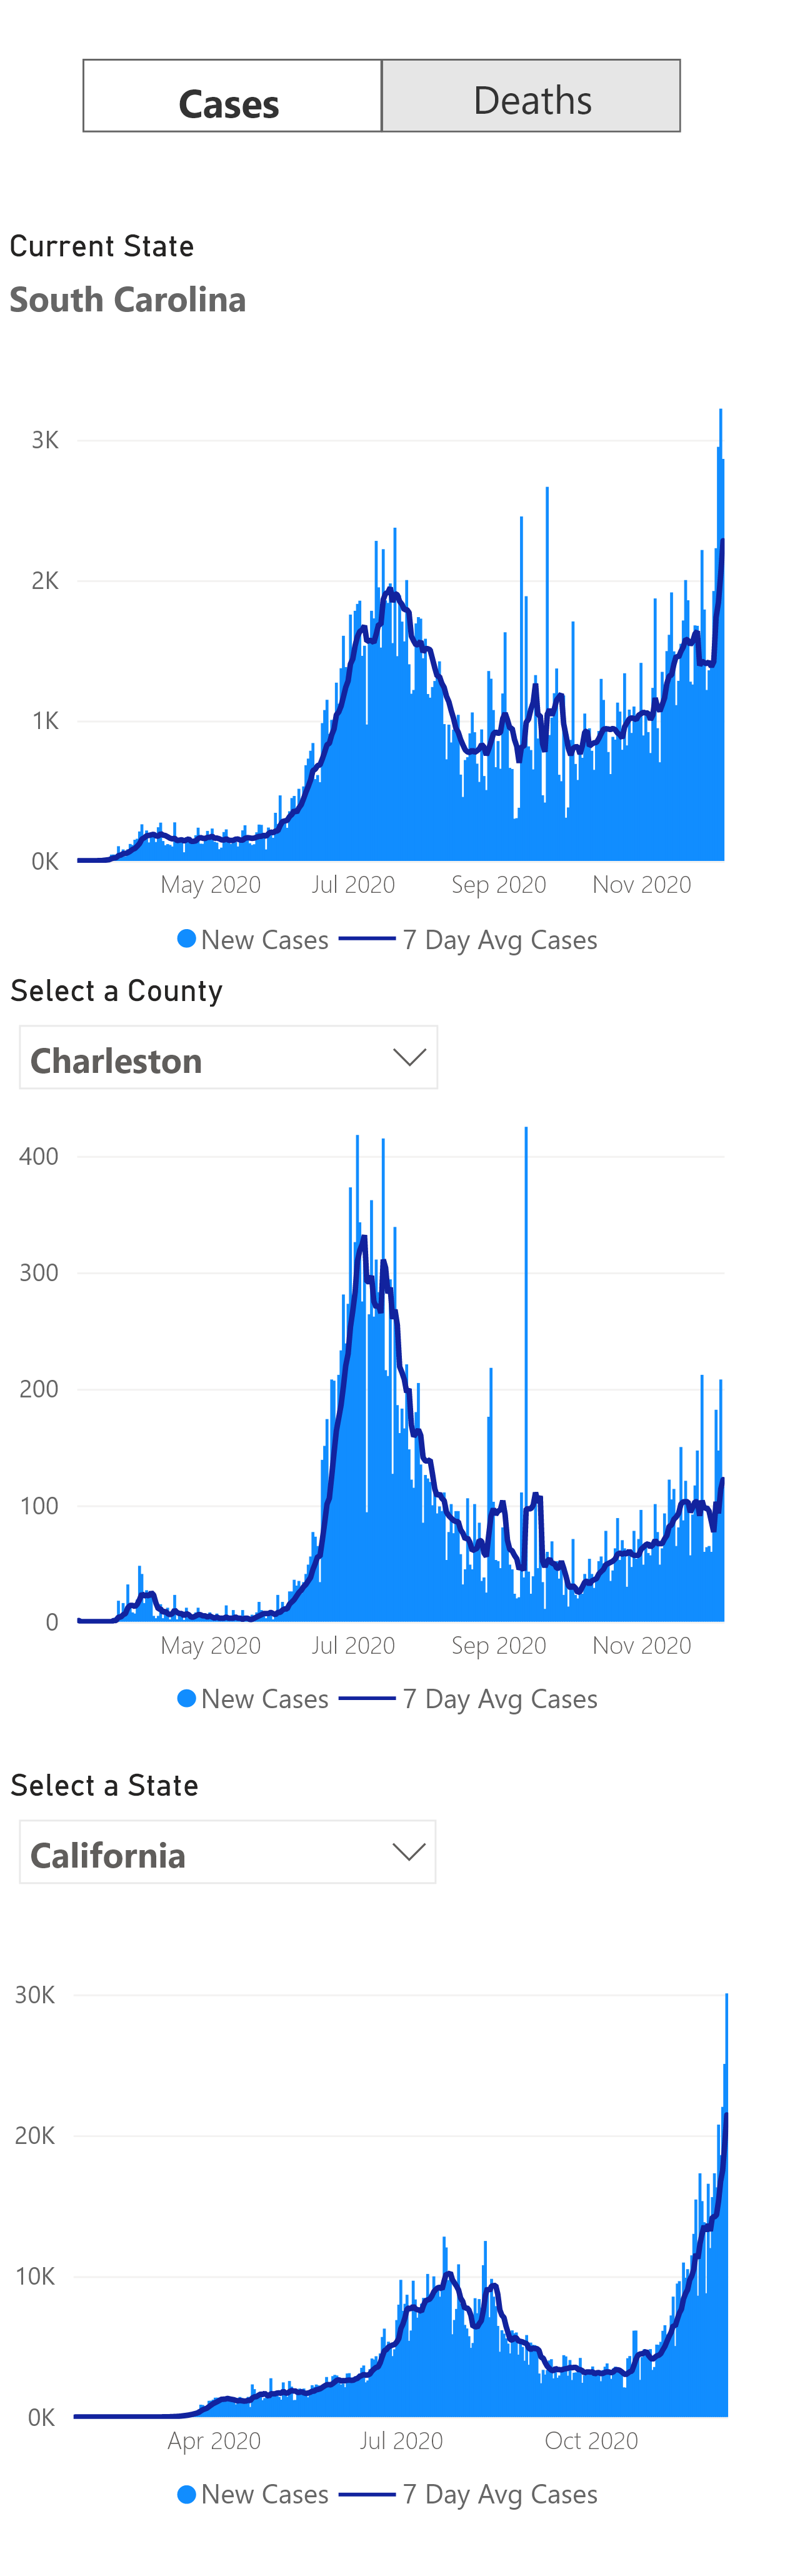 Cases Deaths
Current State
South Carolina
3K
2K
1K
0K
May 2020 Jul 2020 Sep 2020 Nov 2020
New Cases 7 Day Avg Cases
Select a County
Charleston
400
300
200
100
0
May 2020 Jul 2020 Sep 2020 Nov 2020
New Cases 7 Day Avg Cases
Select a State
California
30K
20K
10K
0K
Apr 2020 Jul 2020 Oct 2020
New Cases 7 Day Avg Cases